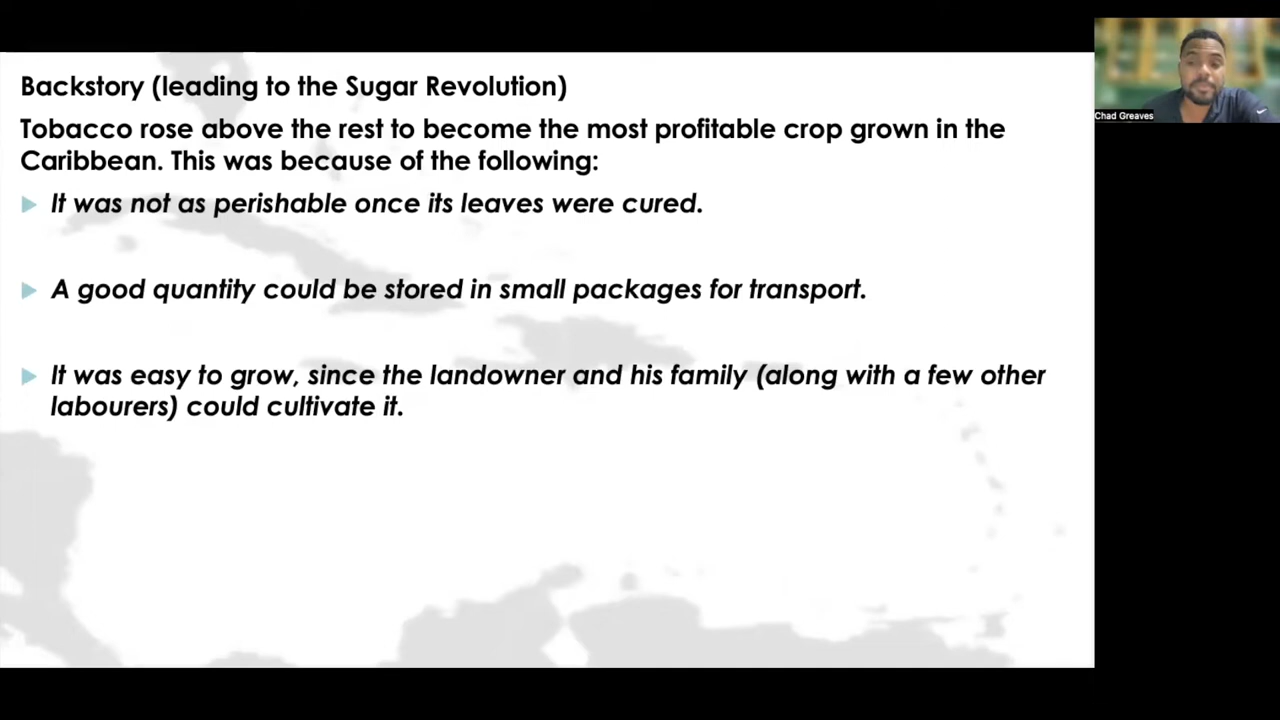 Backstory (leading to the Sugar Revolution)
Tobacco rose above the rest to become the most profitable crop grown in the
Caribbean. This was because of the following:
It was not as perishable once its leaves were cured.
A good quantity could be stored in small packages for transport.
It was easy to grow, since the landowner and his family (along with a few other
labourers) could cultivate it.
Chad Greaves